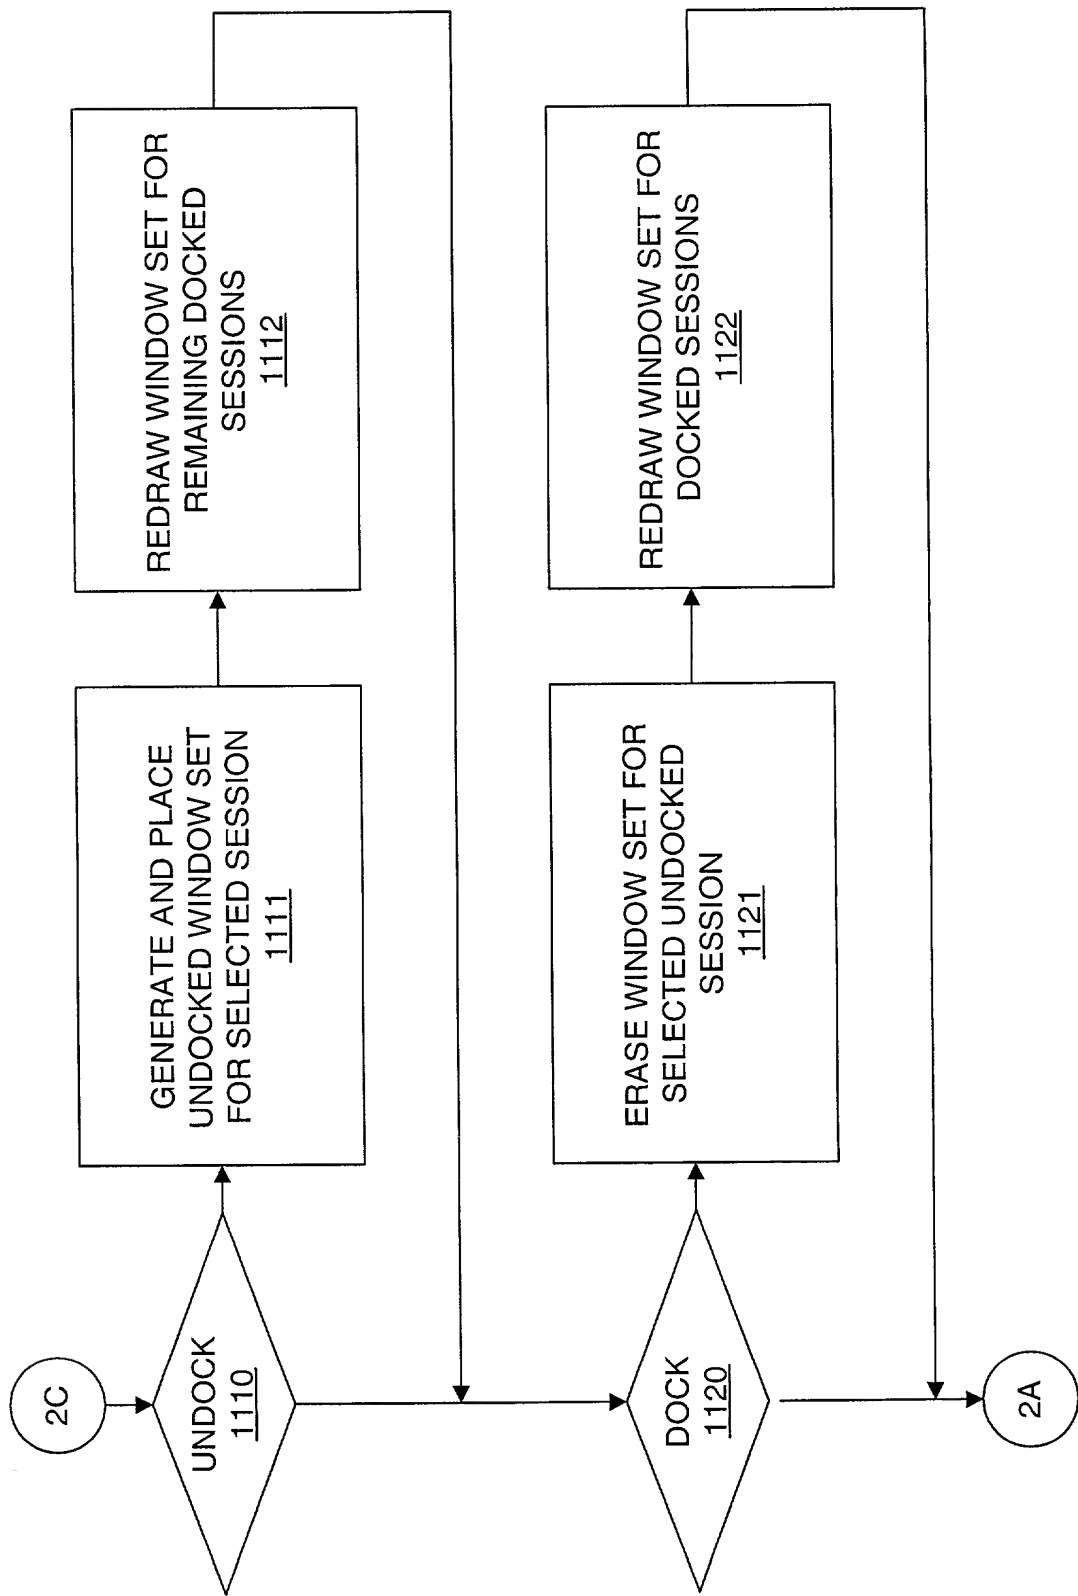 2C
UNDOCK
1110
GENERATE AND PLACE
UNDOCKED WINDOW SET
FOR SELECTED SESSION
1111
REDRAW WINDOW SET FOR
REMAINING DOCKED
SESSIONS
1112
DOCK
1120
ERASE WINDOW SET FOR
SELECTED UNDOCKED
SESSION
1121
REDRAW WINDOW SET FOR
DOCKED SESSIONS
1122
2A